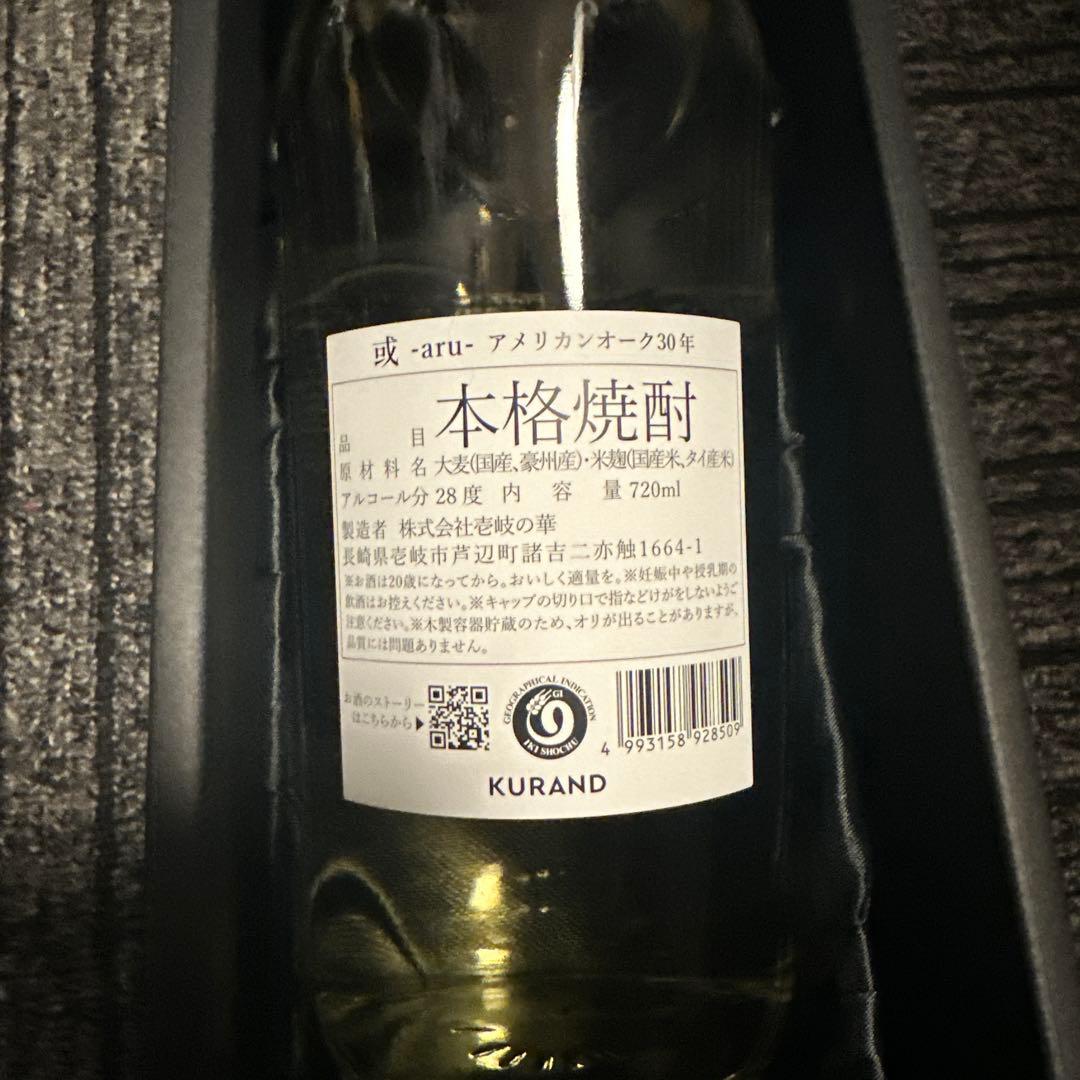 或 -aru- アメリカンオーク30年
品目 本格焼酎
原材料名 大麦(国産、豪州産)・米麹(国産米、タイ産米)
アルコール分 28度 内容量 720ml
製造者 株式会社壱岐の華
長崎県壱岐市芦辺町諸吉二亦触1664-1
※お酒は20歳になってから。おいしく適量を。※妊娠中や授乳期の
飲酒はお控えください。※キャップの切り口で指などけがをしないようご
注意ください。※木製容器貯蔵のため、オリが出ることがありますが、
品質には問題ありません。
お酒のストーリー
はこちらから▶
GEOGRAPHICAL INDICATION
GI
IKI SHOCHU
4 993158 928509
KURAND